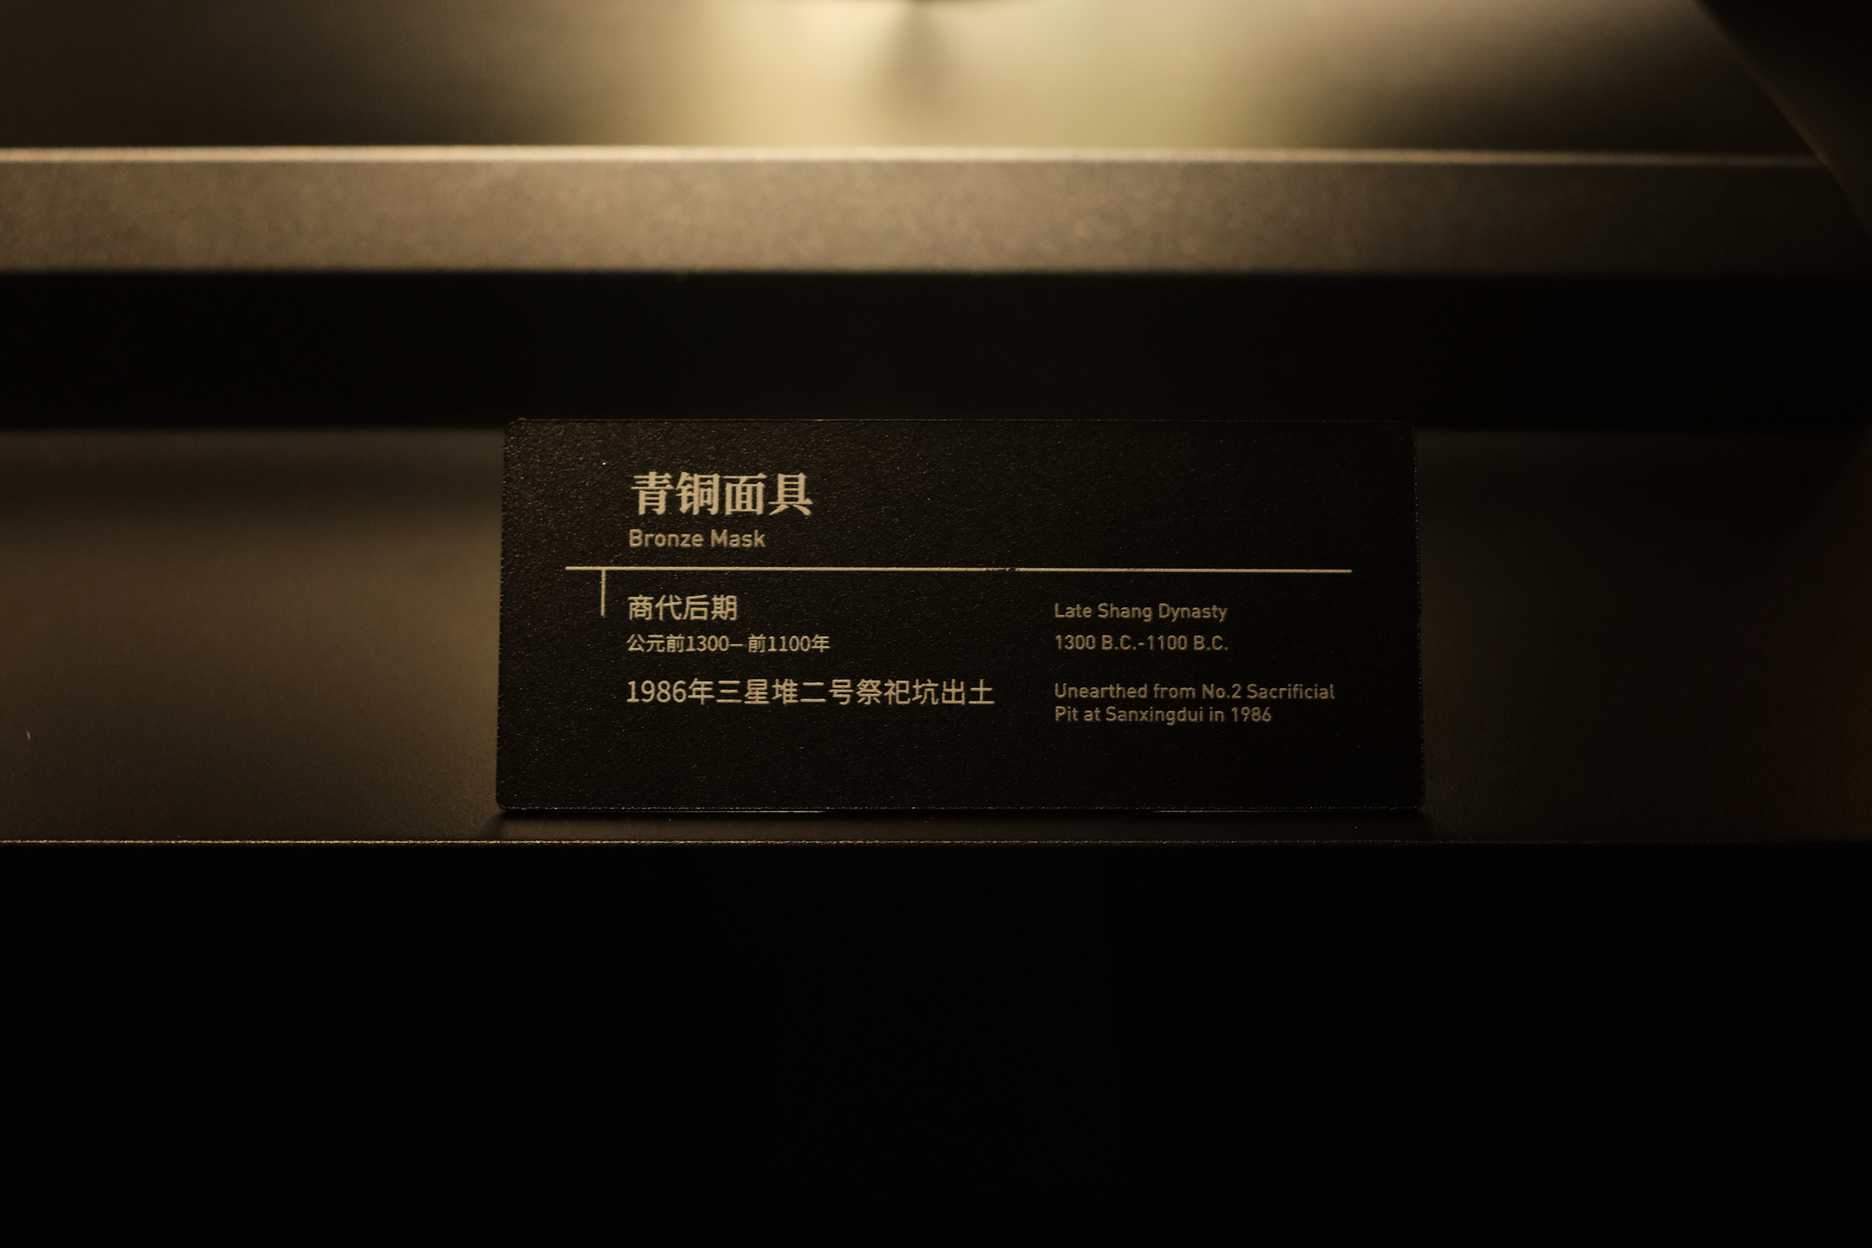 青铜面具
Bronze Mask
商代后期
公元前1300—前1100年
1986年三星堆二号祭祀坑出土
Late Shang Dynasty
1300 B.C.-1100 B.C.
Unearthed from No.2 Sacrificial
Pit at Sanxingdui in 1986